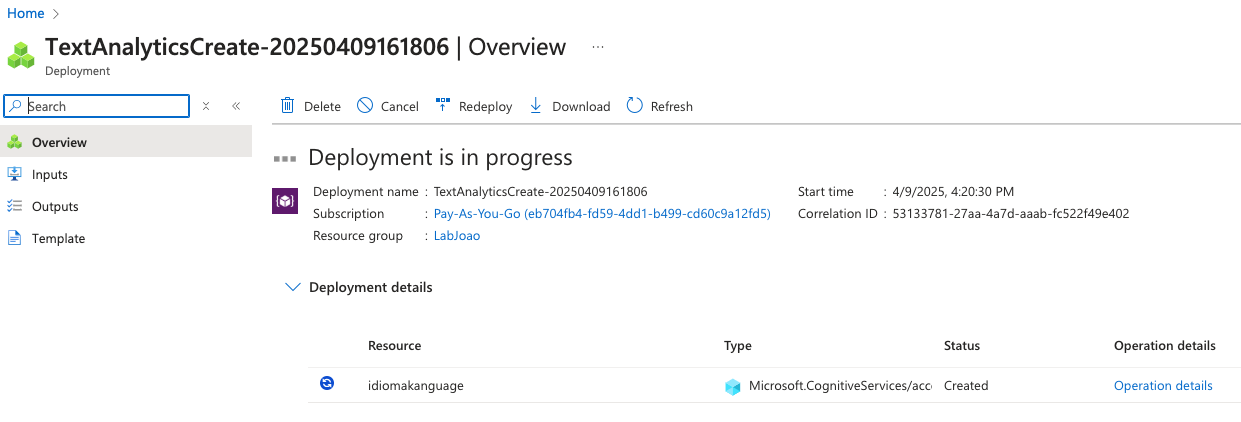 Home
TextAnalyticsCreate-20250409161806 | Overview ...
Deployment
Search
Overview
Inputs
Outputs
Template
Delete Cancel Redeploy Download Refresh
Deployment is in progress
Deployment name : TextAnalyticsCreate-20250409161806 Start time : 4/9/2025, 4:20:30 PM
Subscription : Pay-As-You-Go (eb704fb4-fd59-4dd1-b499-cd60c9a12fd5) Correlation ID : 53133781-27aa-4a7d-aaab-fc522f49e402
Resource group : LabJoao
Deployment details
Resource Type Status Operation details
idiomakanguage Microsoft.CognitiveServices/acc Created Operation details